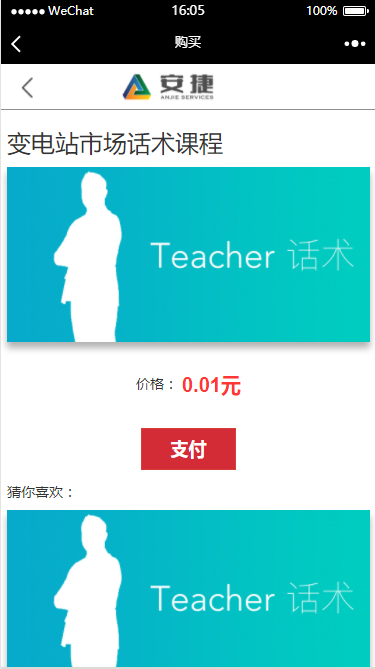 WeChat 16:05 100%
购买
安捷
ANJIE SERVICES
变电站市场话术课程
Teacher 话术
价格： 0.01元
支付
猜你喜欢：
Teacher 话术